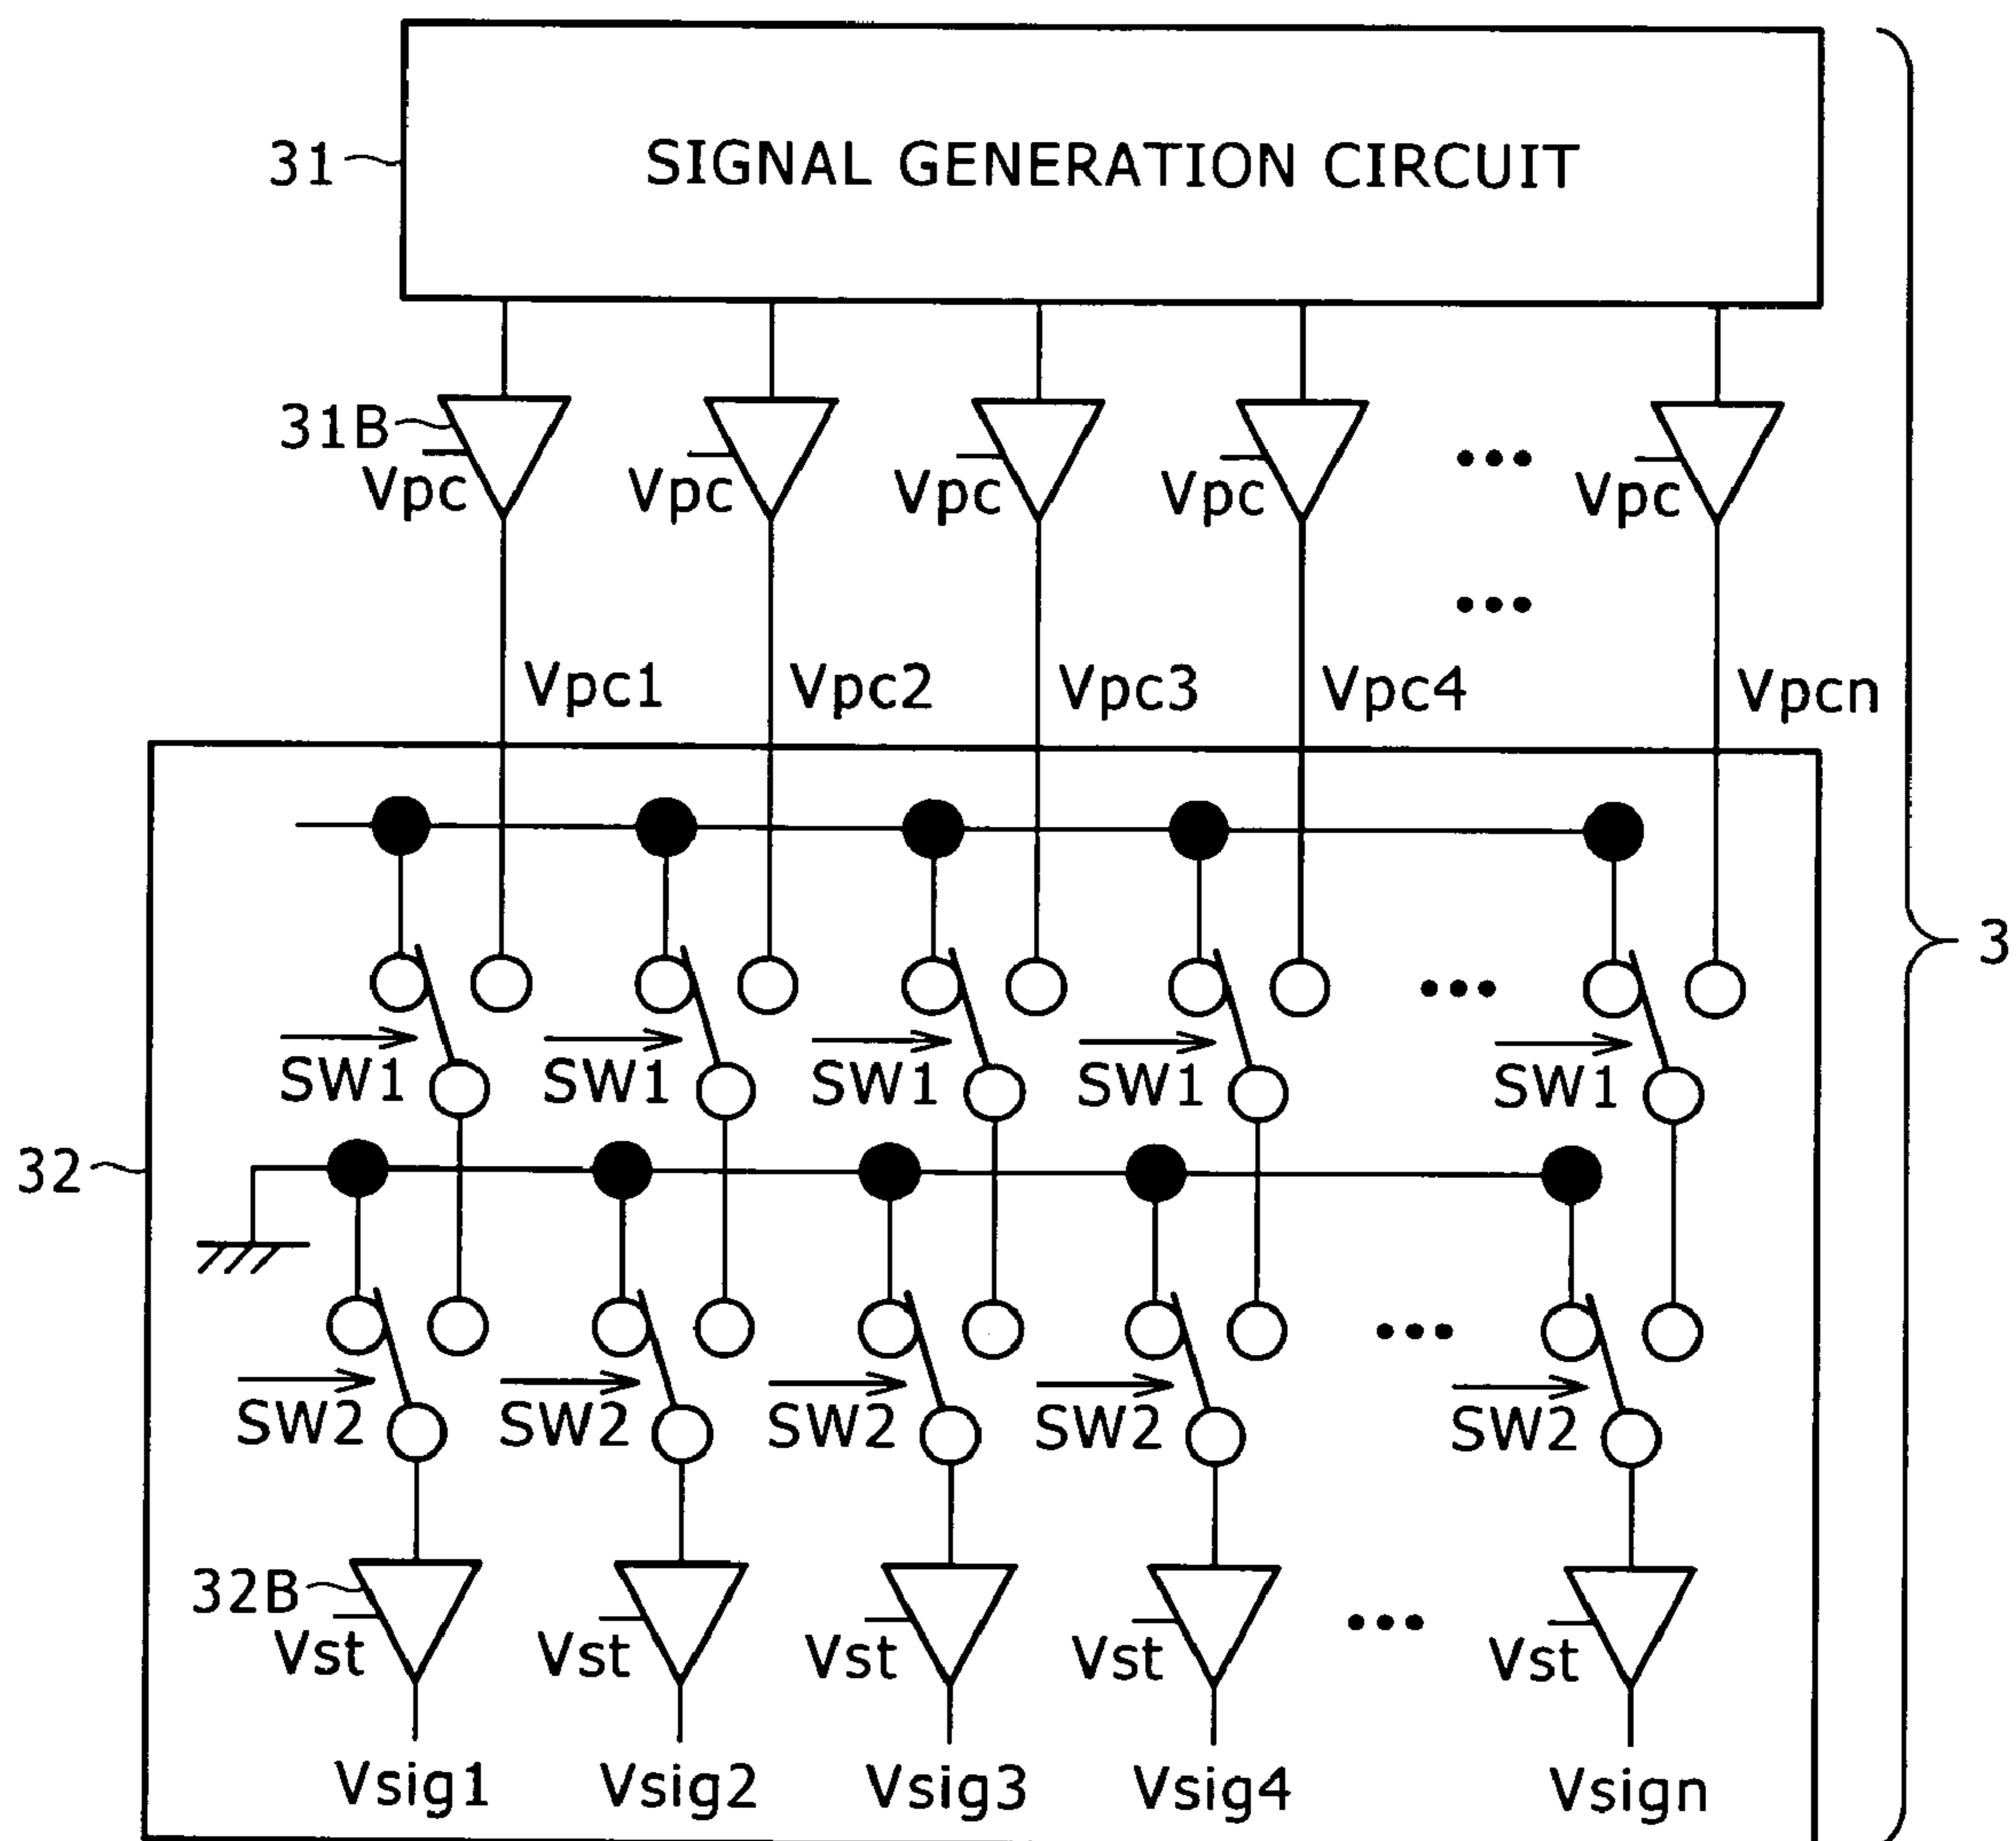 31
SIGNAL GENERATION CIRCUIT
31B
Vpc Vpc Vpc Vpc ••• Vpc
•••
Vpc1 Vpc2 Vpc3 Vpc4 Vpcn
3
•••
SW1 SW1 SW1 SW1 SW1
32
•••
SW2 SW2 SW2 SW2 SW2
32B
Vst Vst Vst Vst ••• Vst
Vsig1 Vsig2 Vsig3 Vsig4 Vsign